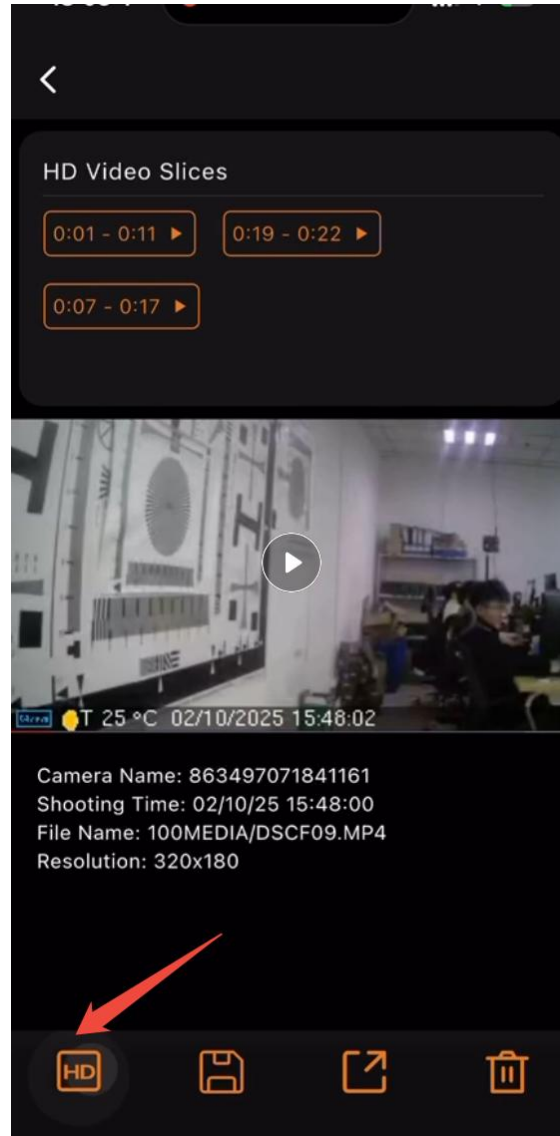 HD Video Slices
0:01 - 0:11
0:19 - 0:22
0:07 - 0:17
T 25 °C 02/10/2025 15:48:02
Camera Name: 863497071841161
Shooting Time: 02/10/25 15:48:00
File Name: 100MEDIA/DSCF09.MP4
Resolution: 320x180
HD